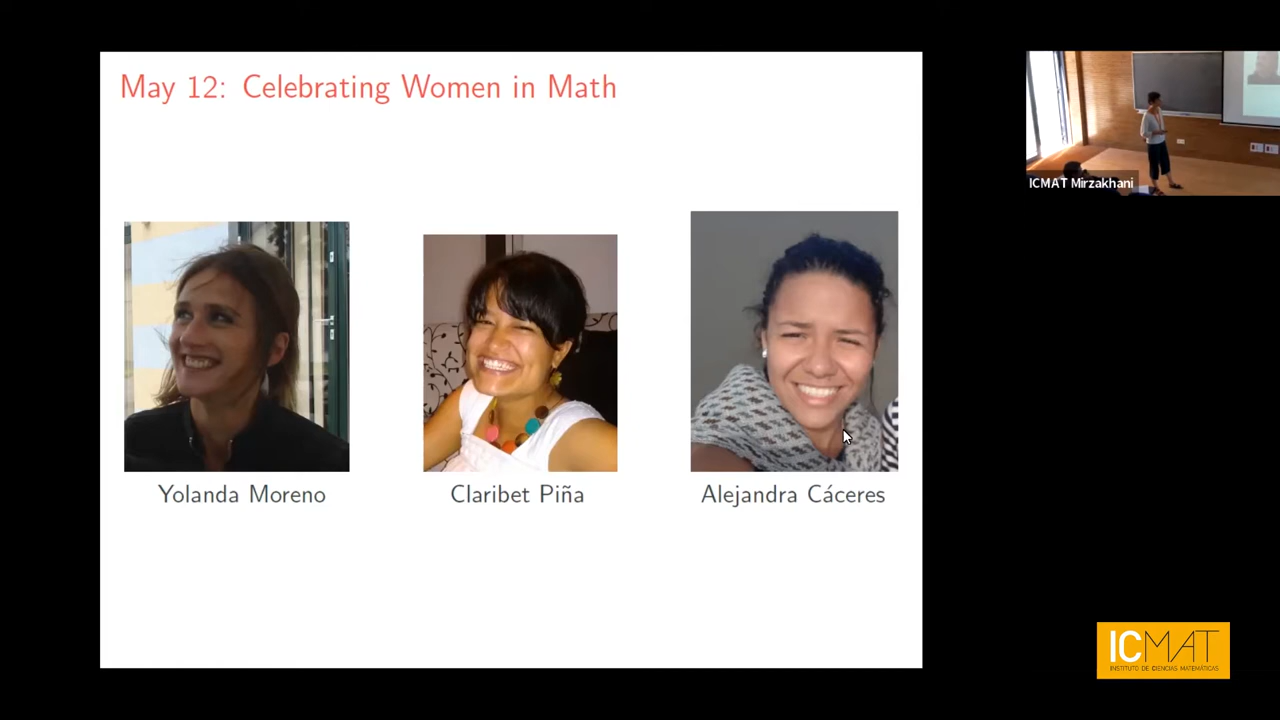 May 12: Celebrating Women in Math
Yolanda Moreno
Claribet Piña
Alejandra Cáceres
ICMAT Mirzakhani
ICMAT
INSTITUTO DE CIENCIAS MATEMÁTICAS